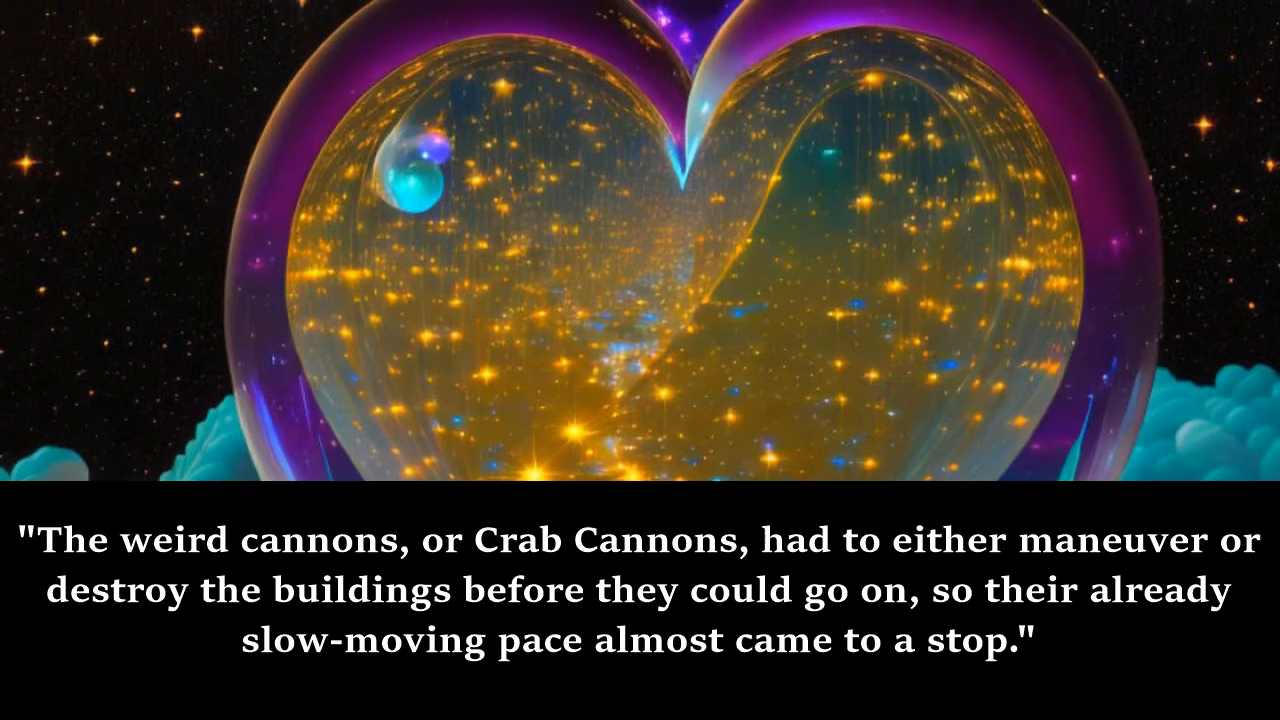 "The weird cannons, or Crab Cannons, had to either maneuver or
destroy the buildings before they could go on, so their already
slow-moving pace almost came to a stop."